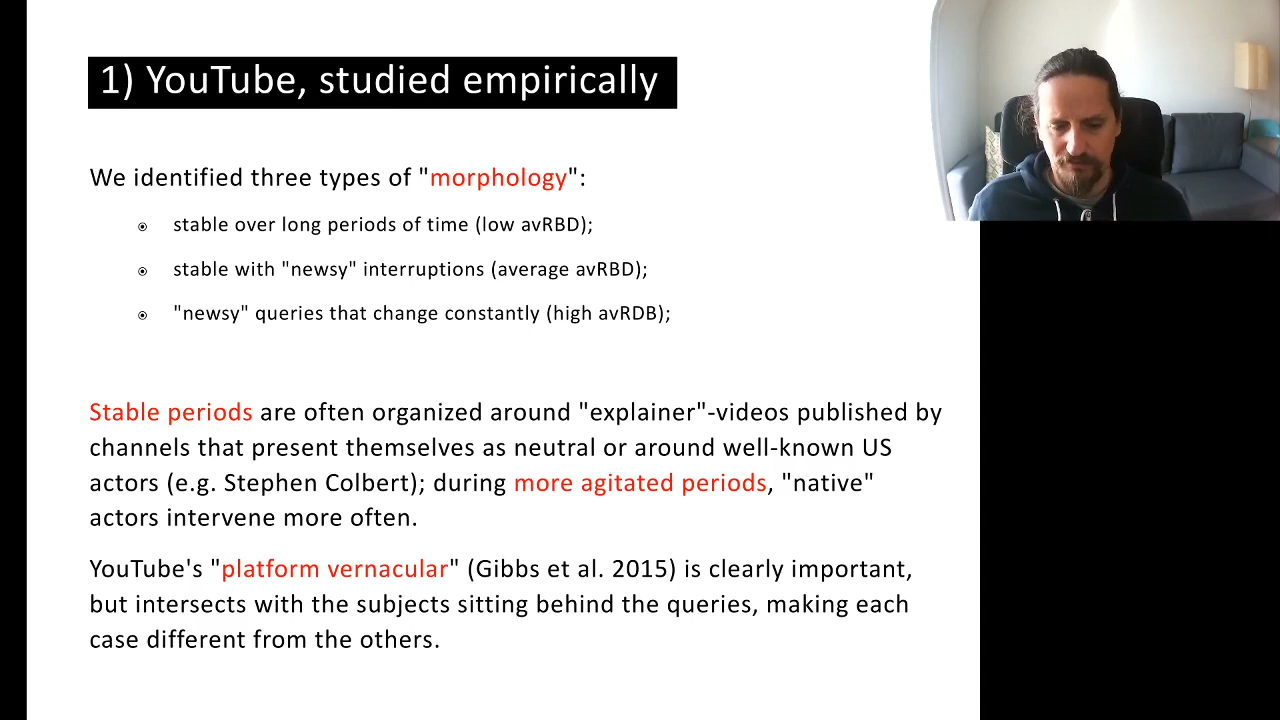 1) YouTube, studied empirically
We identified three types of "morphology":
stable over long periods of time (low avRBD);
stable with "newsy" interruptions (average avRBD);
"newsy" queries that change constantly (high avRDB);
Stable periods are often organized around "explainer"-videos published by
channels that present themselves as neutral or around well-known US
actors (e.g. Stephen Colbert); during more agitated periods, "native"
actors intervene more often.
YouTube's "platform vernacular" (Gibbs et al. 2015) is clearly important,
but intersects with the subjects sitting behind the queries, making each
case different from the others.